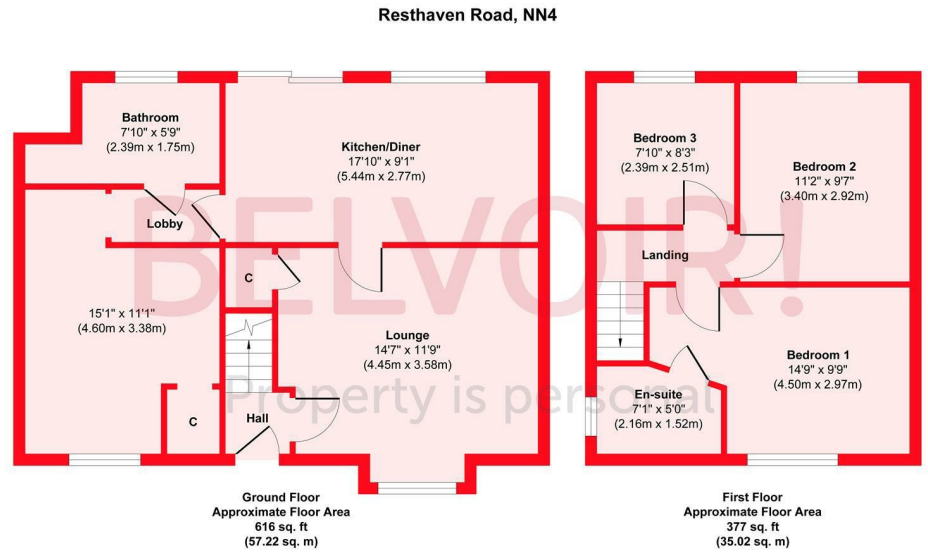 Resthaven Road, NN4
Bathroom
7'10" x 5'9"
(2.39m x 1.75m)
Kitchen/Diner
17'10" x 9'1"
(5.44m x 2.77m)
Lobby
C
15'1" x 11'1"
(4.60m x 3.38m)
Lounge
14'7" x 11'9"
(4.45m x 3.58m)
C
Hall
Ground Floor
Approximate Floor Area
616 sq. ft
(57.22 sq. m)
Bedroom 3
7'10" x 8'3"
(2.39m x 2.51m)
Bedroom 2
11'2" x 9'7"
(3.40m x 2.92m)
Landing
Bedroom 1
14'9" x 9'9"
(4.50m x 2.97m)
En-suite
7'1" x 5'0"
(2.16m x 1.52m)
First Floor
Approximate Floor Area
377 sq. ft
(35.02 sq. m)
BELVOIR!
Property is personal